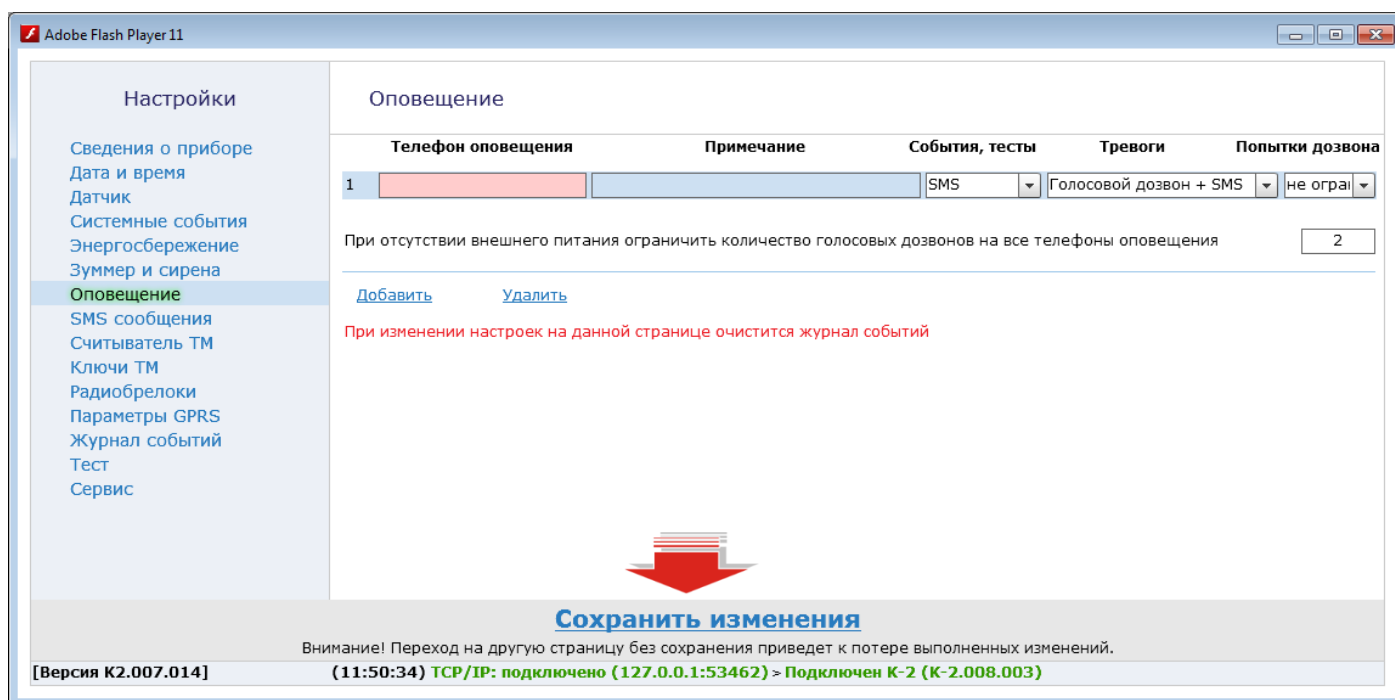 Adobe Flash Player 11
Настройки
Сведения о приборе
Дата и время
Датчик
Системные события
Энергосбережение
Зуммер и сирена
Оповещение
SMS сообщения
Считыватель ТМ
Ключи ТМ
Радиобрелоки
Параметры GPRS
Журнал событий
Тест
Сервис
Оповещение
Телефон оповещения Примечание События, тесты Тревоги Попытки дозвона
1 SMS Голосовой дозвон + SMS не огра
При отсутствии внешнего питания ограничить количество голосовых дозвонов на все телефоны оповещения 2
Добавить Удалить
При изменении настроек на данной странице очистится журнал событий
Сохранить изменения
Внимание! Переход на другую страницу без сохранения приведет к потере выполненных изменений.
[Версия K2.007.014] (11:50:34) TCP/IP: подключено (127.0.0.1:53462) > Подключен К-2 (K-2.008.003)